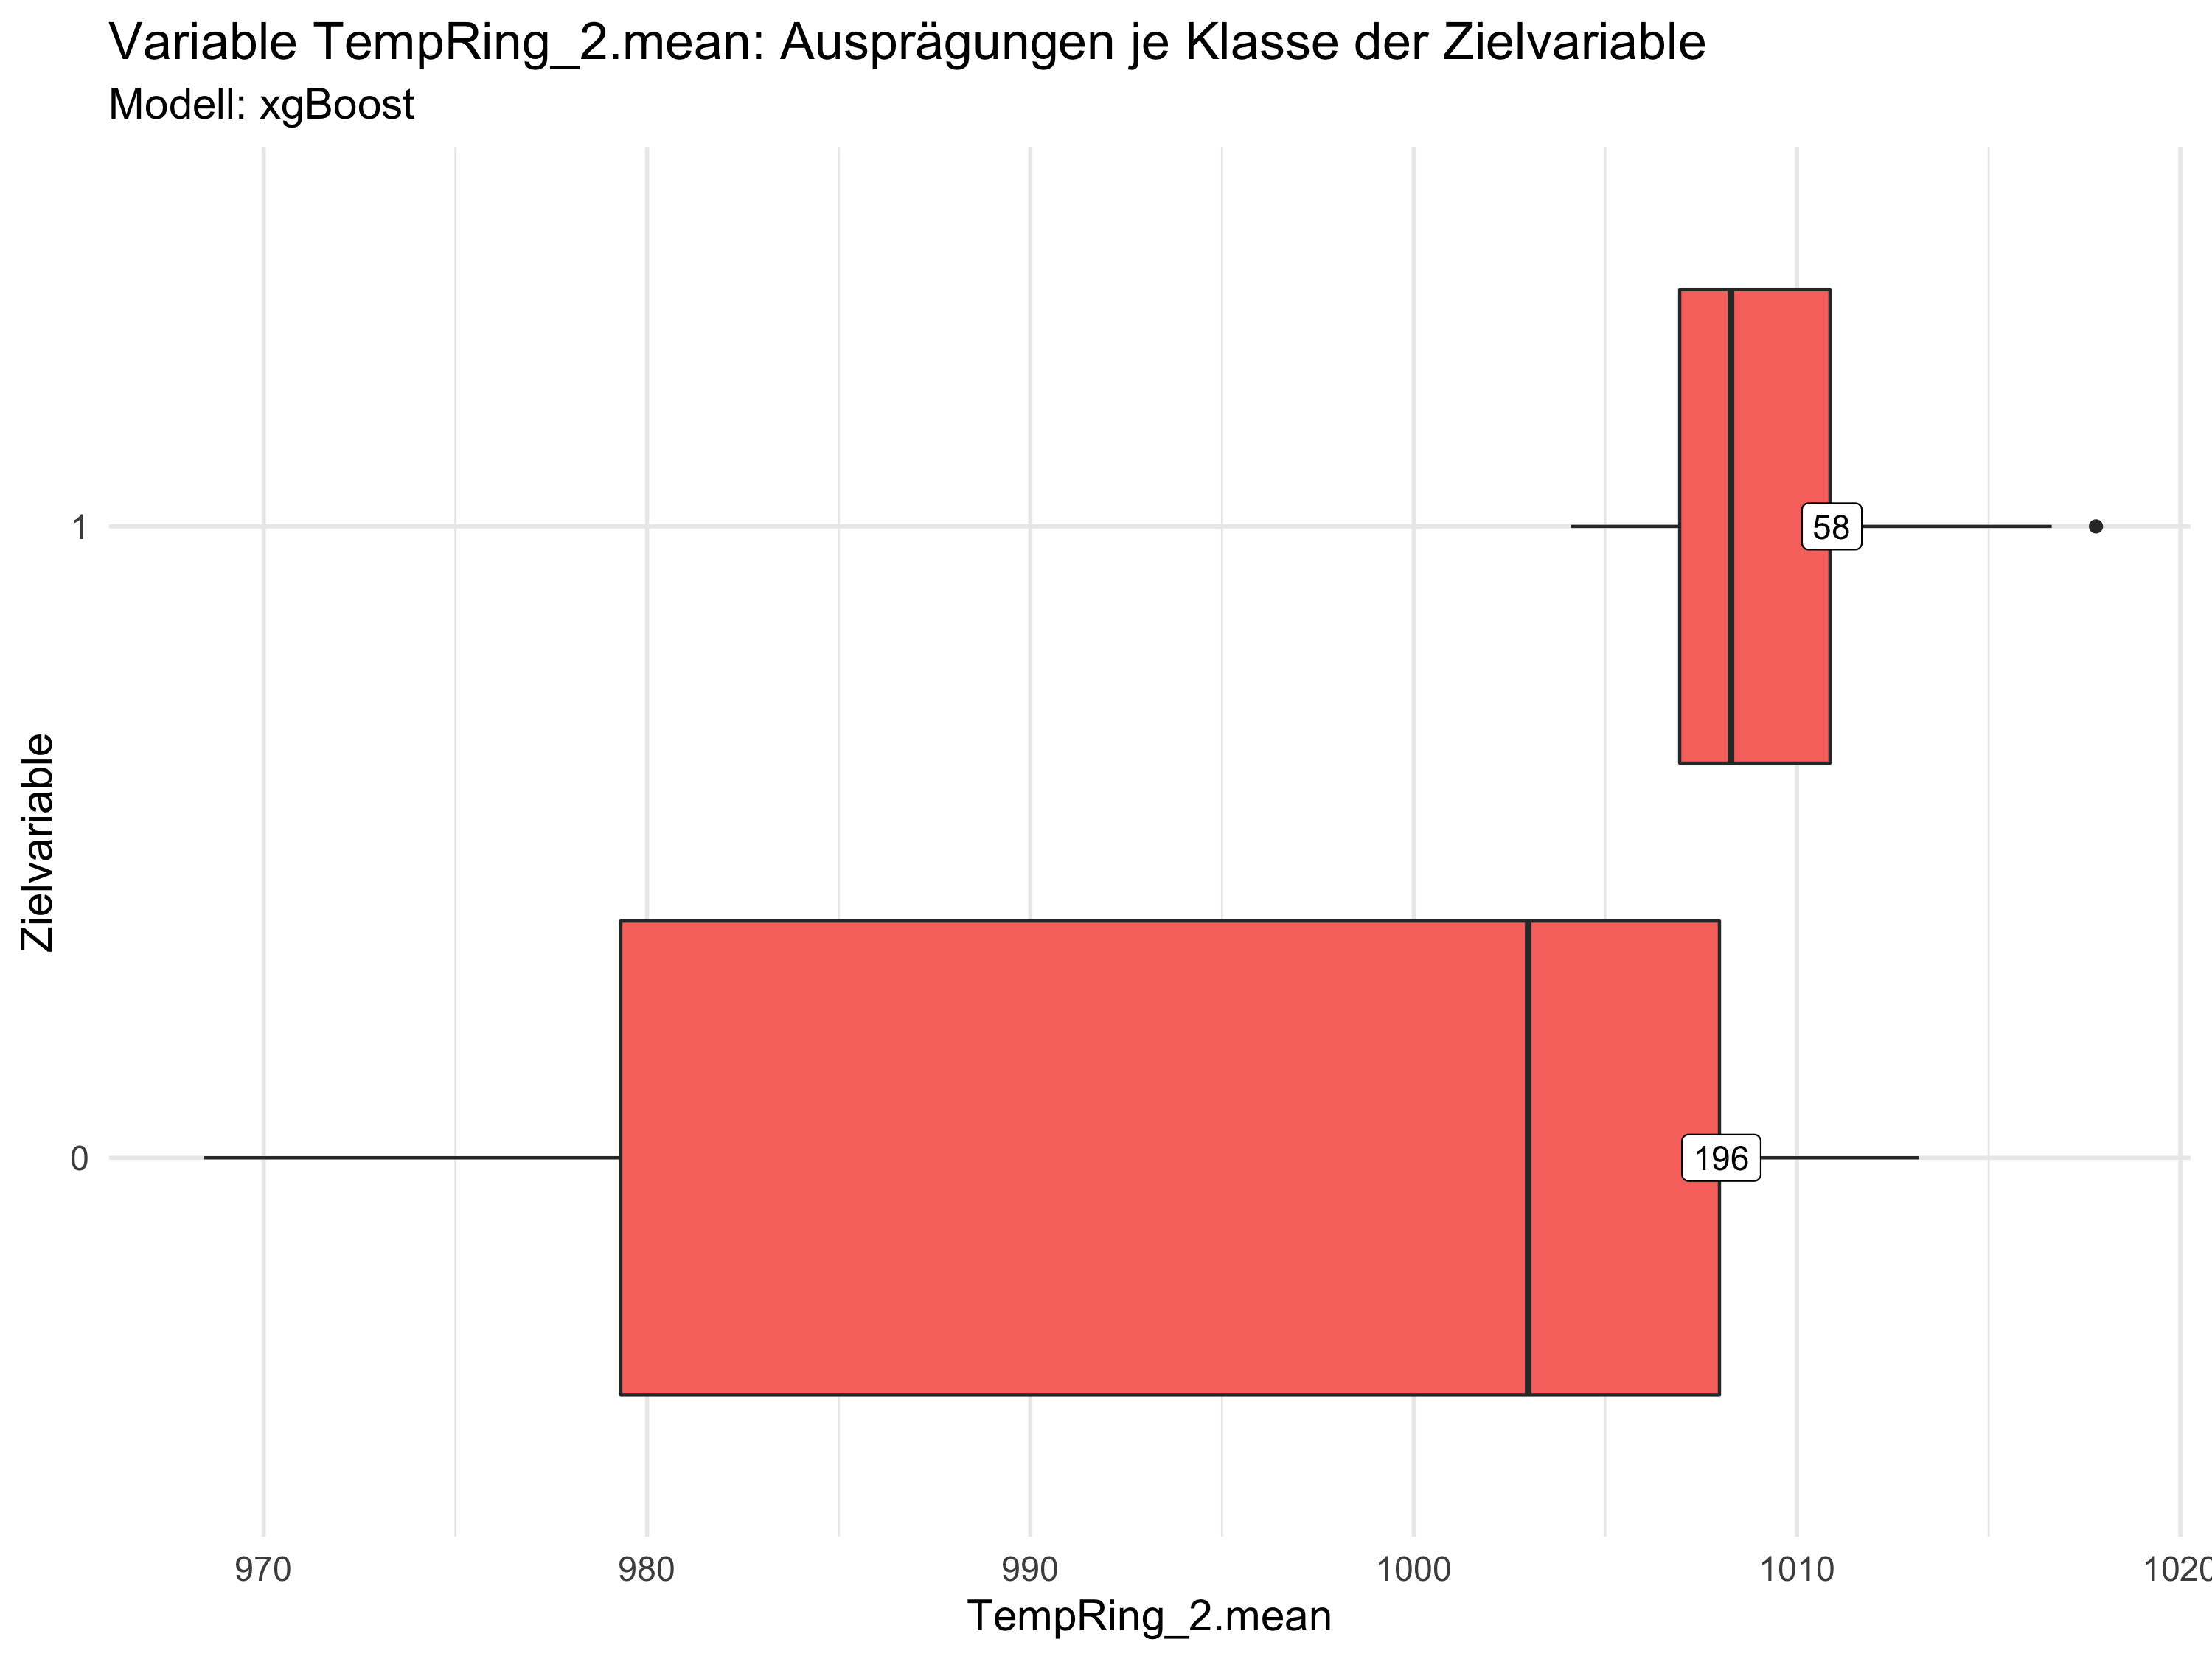 Variable TempRing_2.mean: Ausprägungen je Klasse der Zielvariable
Modell: xgBoost
Zielvariable
1
58
0
196
970 980 990 1000 1010 1020
TempRing_2.mean